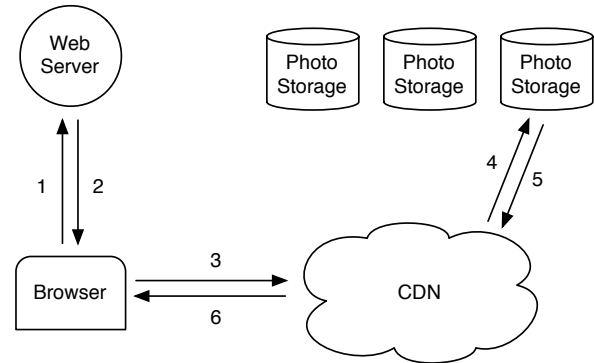 Web
Server
Photo
Storage
Photo
Storage
Photo
Storage
1
2
4
5
3
Browser
CDN
6